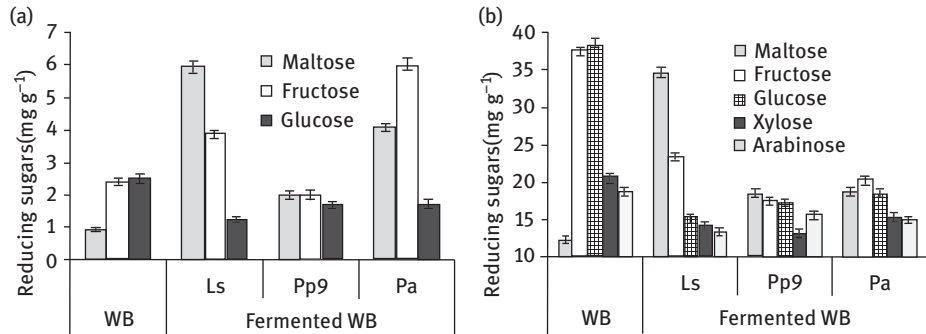 (a)
Reducing sugars(mg g⁻¹)
7
6
5
4
3
2
1
0
Maltose
Fructose
Glucose
Ls
Pp9
Pa
WB
Fermented WB
(b)
Reducing sugars(mg g⁻¹)
40
35
30
25
20
15
10
Maltose
Fructose
Glucose
Xylose
Arabinose
Ls
Pp9
Pa
WB
Fermented WB